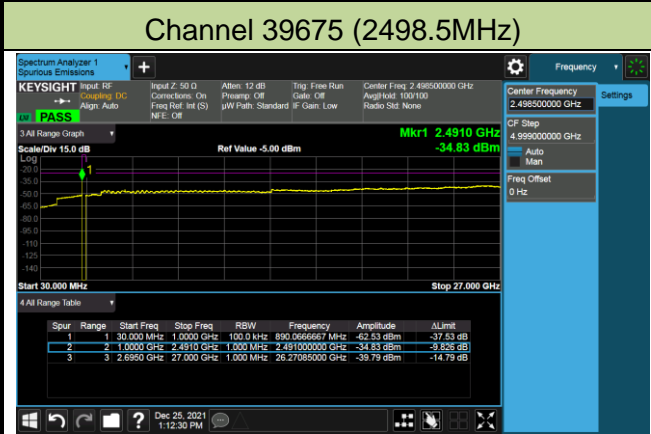 Channel 39675 (2498.5MHz)
Spectrum Analyzer 1
Spurious Emissions
+
Frequency
KEYSIGHT
Input: RF
Coupling: DC
Align: Auto
Input Z: 50 Ω
Corrections: On
Freq Ref: Int (S)
NFE: Off
Atten: 12 dB
Preamp: Off
µW Path: Standard
Trig: Free Run
Gate: Off
IF Gain: Low
Center Freq: 2.498500000 GHz
Avg|Hold: 100/100
Radio Std: None
PASS
Center Frequency
2.498500000 GHz
Settings
CF Step
4.999000000 GHz
Auto
Man
Freq Offset
0 Hz
3 All Range Graph
Mkr1 2.4910 GHz
Scale/Div 15.0 dB
Ref Value -5.00 dBm
-34.83 dBm
Log
1
-20.0
-35.0
-50.0
-65.0
-80.0
-95.0
-110
-125
-140
Start 30.000 MHz
Stop 27.000 GHz
4 All Range Table
Spur Range Start Freq Stop Freq RBW Frequency Amplitude ΔLimit
1 1 30.000 MHz 1.0000 GHz 100.0 kHz 890.0666667 MHz -62.53 dBm -37.53 dB
2 2 1.0000 GHz 2.4910 GHz 1.000 MHz 2.491000000 GHz -34.83 dBm -9.826 dB
3 3 2.6950 GHz 27.000 GHz 1.000 MHz 26.27085000 GHz -39.79 dBm -14.79 dB
?
Dec 25, 2021
1:12:30 PM